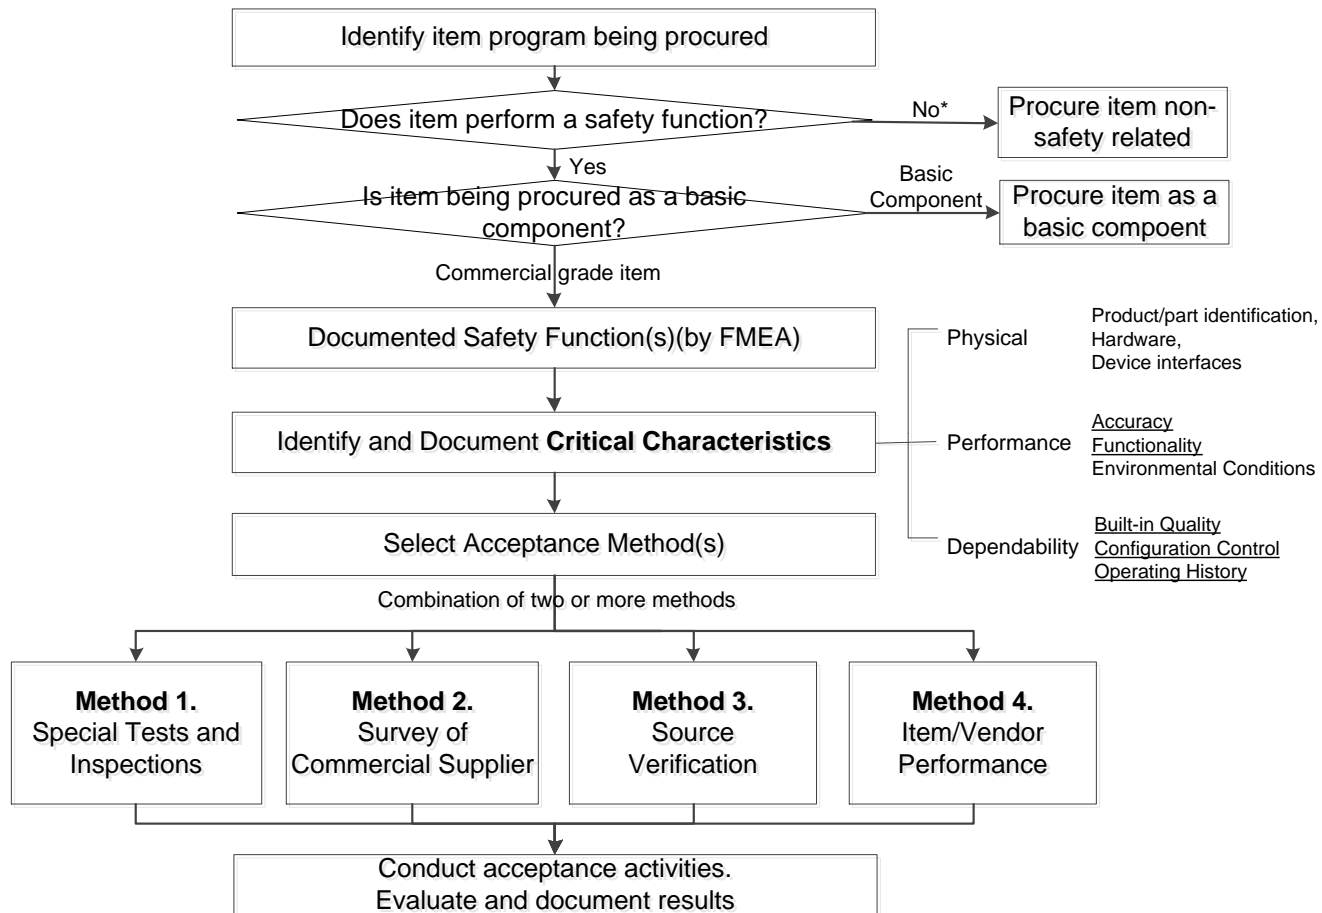 Identify item program being procured
Does item perform a safety function?
No*
Procure item non-
safety related
Yes
Is item being procured as a basic
component?
Basic
Component
Procure item as a
basic compoent
Commercial grade item
Documented Safety Function(s)(by FMEA)
Identify and Document Critical Characteristics
Physical
Product/part identification,
Hardware,
Device interfaces
Performance
Accuracy
Functionality
Environmental Conditions
Dependability
Built-in Quality
Configuration Control
Operating History
Select Acceptance Method(s)
Combination of two or more methods
Method 1.
Special Tests and
Inspections
Method 2.
Survey of
Commercial Supplier
Method 3.
Source
Verification
Method 4.
Item/Vendor
Performance
Conduct acceptance activities.
Evaluate and document results